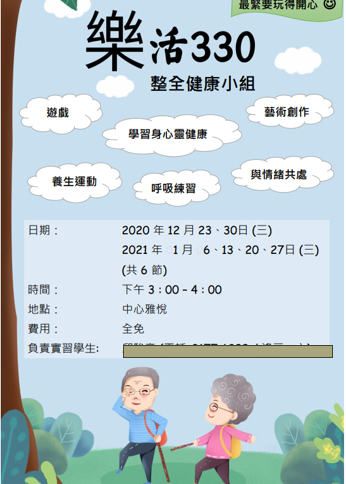 最緊要玩得開心☺
樂活330
整全健康小組
遊戲
藝術創作
學習身心靈健康
養生運動
呼吸練習
與情緒共處
日期： 2020 年 12 月 23、30日 (三)
2021 年 1 月 6、13、20、27日 (三)
(共 6 節)
時間： 下午 3：00 – 4：00
地點： 中心雅悅
費用： 全免
負責實習學生: